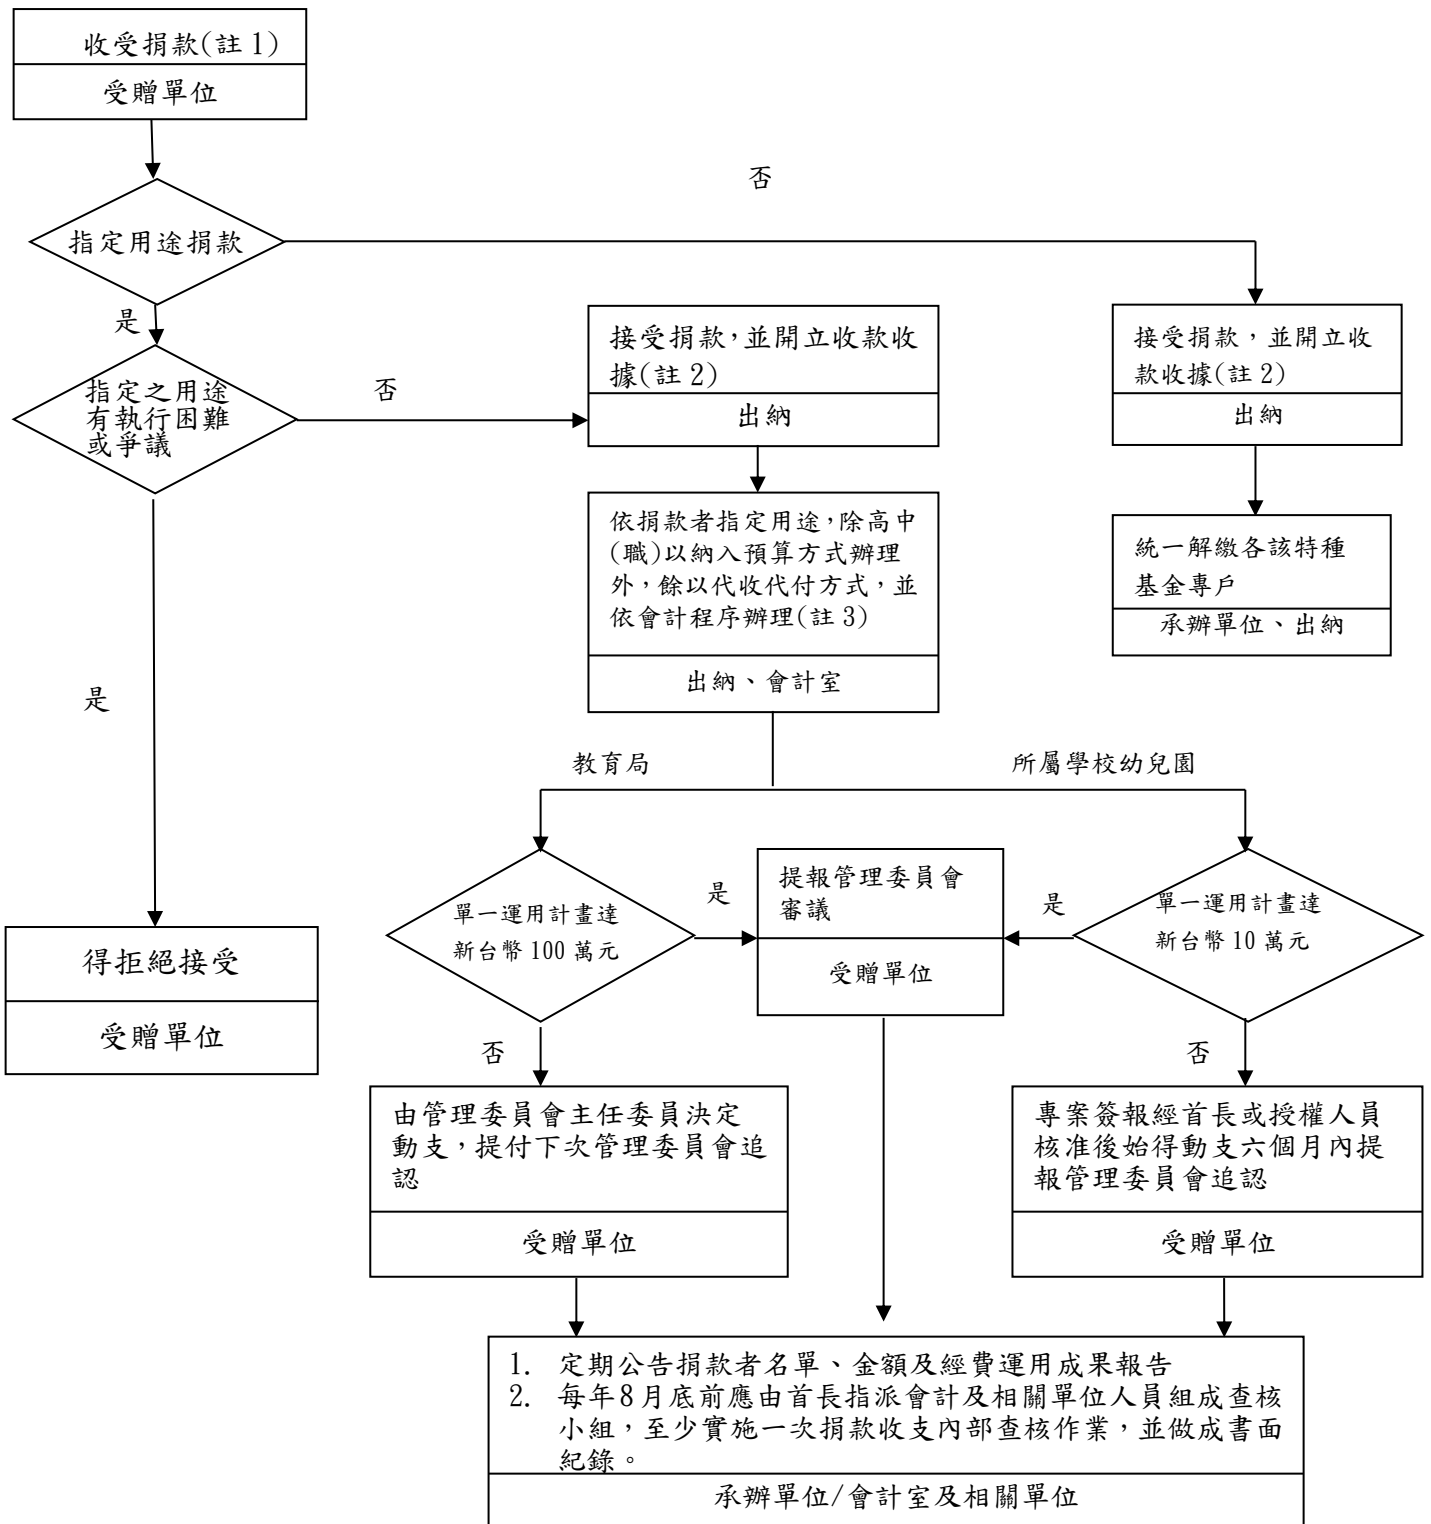 收受捐款(註1)
受贈單位
否
指定用途捐款
是
指定之用途
有執行困難
或爭議
否
接受捐款,並開立收款收
據(註2)
出納
接受捐款，並開立收
款收據(註2)
出納
依捐款者指定用途,除高中
(職)以納入預算方式辦理
外，餘以代收代付方式，並
依會計程序辦理(註3)
出納、會計室
統一解繳各該特種
基金專戶
承辦單位、出納
是
教育局
所屬學校幼兒園
單一運用計畫達
新台幣100萬元
是
提報管理委員會
審議
受贈單位
是
單一運用計畫達
新台幣10萬元
得拒絕接受
受贈單位
否
否
由管理委員會主任委員決定
動支，提付下次管理委員會追
認
受贈單位
專案簽報經首長或授權人員
核准後始得動支六個月內提
報管理委員會追認
受贈單位
1. 定期公告捐款者名單、金額及經費運用成果報告
2. 每年8月底前應由首長指派會計及相關單位人員組成查核
小組，至少實施一次捐款收支內部查核作業，並做成書面
紀錄。
承辦單位/會計室及相關單位